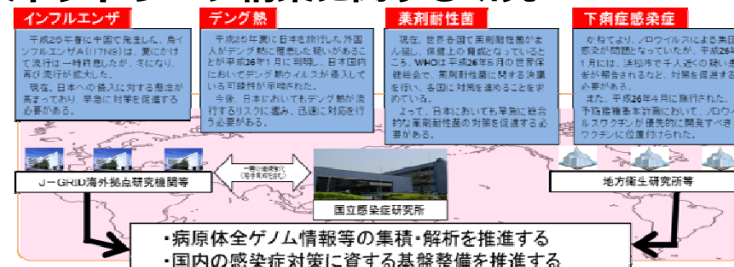 インフルエンザ
平成25年春に中国で発生した、鳥イ
ンフルエンザA(H7N9)は、夏にかけ
て流行は一時終息したが、冬になり、
再び流行が拡大した。
現在、日本への侵入に対する懸念が
高まっており、早急に対策を促進する
必要がある。
デング熱
平成25年夏に日本を旅行した外国
人がデング熱に罹患した疑いがあるこ
とが平成26年1月に判明し、日本国内
においてデング熱ウイルスが侵入して
いる可能性が示唆された。
今後、日本においてもデング熱が流
行するリスクに鑑み、迅速に対応を行
う必要がある。
薬剤耐性菌
現在、世界各国で薬剤耐性菌がま
ん延し、保健上の脅威となっていると
ころ、WHOは平成26年5月の世界保
健総会で、薬剤耐性菌に関する決議
を行い、各国に対策を進めることを求
めている。
よって、日本においても早急に総合
的な薬剤耐性菌の対策を促進する必
要がある。
下痢症感染症
かねてより、ノロウイルスによる集団
感染が問題となっていたが、平成26年
1月には、浜松市で千人近くの疑い患
者が報告されるなど、対策を促進する
必要がある。
また、平成26年4月に施行された、
予防接種基本計画において、ノロウイ
ルスワクチンが優先的に開発すべき
ワクチンに位置付けられた。
J-GRID海外拠点研究機関等
国立感染症研究所
地方衛生研究所等
・病原体全ゲノム情報等の集積・解析を推進する
・国内の感染症対策に資する基盤整備を推進する